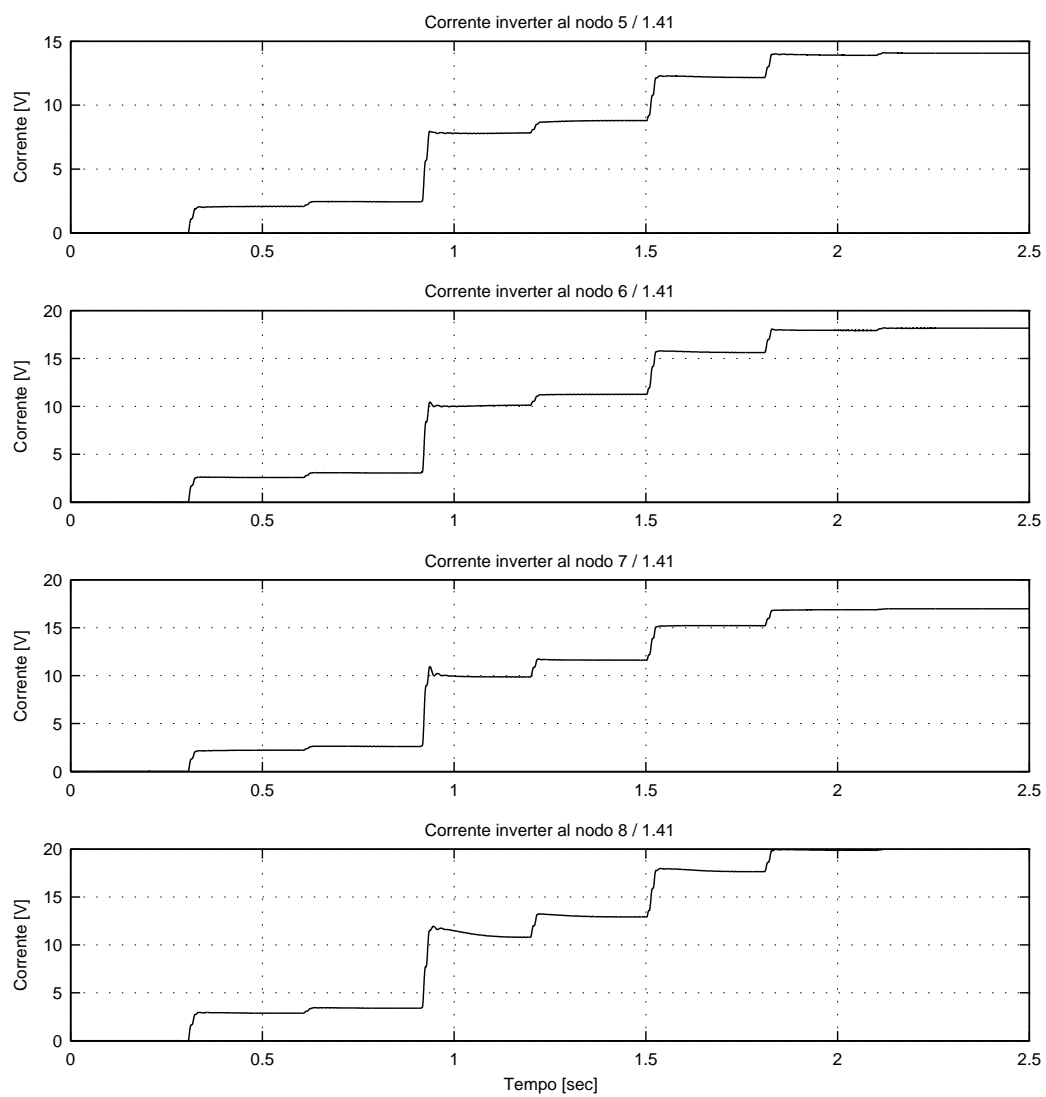 Corrente inverter al nodo 5 / 1.41
15
10
5
0
Corrente [V]
0 0.5 1 1.5 2 2.5
Corrente inverter al nodo 6 / 1.41
20
15
10
5
0
Corrente [V]
0 0.5 1 1.5 2 2.5
Corrente inverter al nodo 7 / 1.41
20
15
10
5
0
Corrente [V]
0 0.5 1 1.5 2 2.5
Corrente inverter al nodo 8 / 1.41
20
15
10
5
0
Corrente [V]
0 0.5 1 1.5 2 2.5
Tempo [sec]